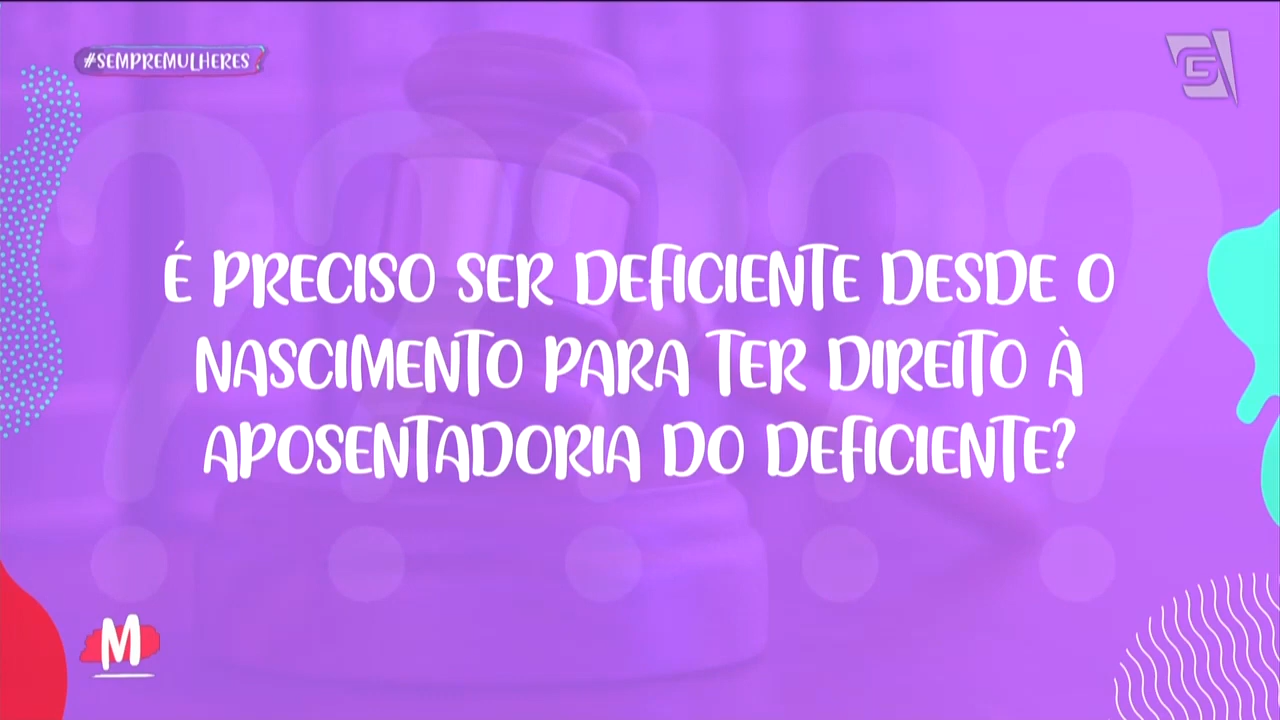 #SEMPREMULHERES
É PRECISO SER DEFICIENTE DESDE O
NASCIMENTO PARA TER DIREITO À
APOSENTADORIA DO DEFICIENTE?
M